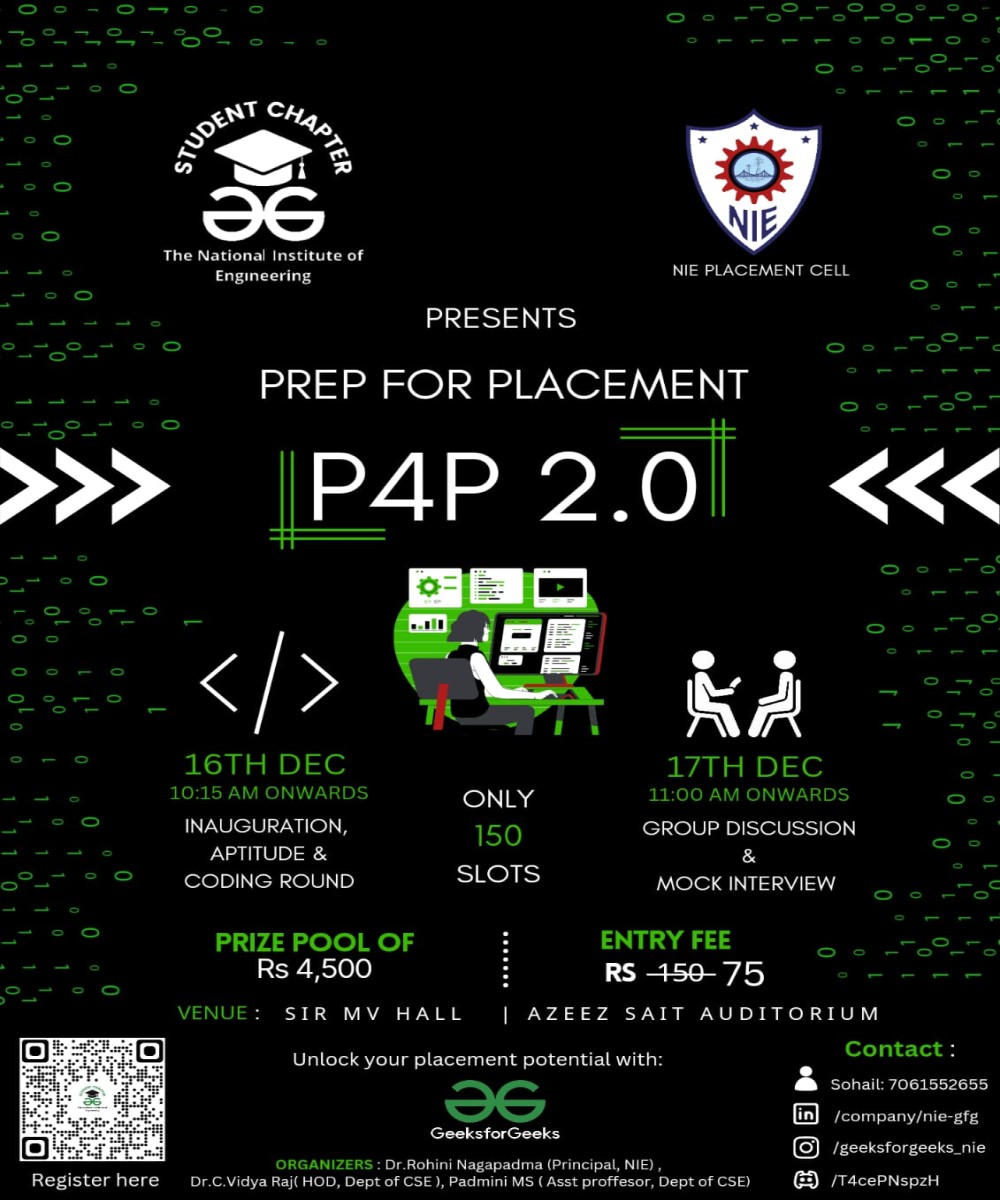 STUDENT CHAPTER
The National Institute of
Engineering
NIE
NIE PLACEMENT CELL
PRESENTS
PREP FOR PLACEMENT
P4P 2.0
16TH DEC
10:15 AM ONWARDS
INAUGURATION,
APTITUDE &
CODING ROUND
ONLY
150
SLOTS
17TH DEC
11:00 AM ONWARDS
GROUP DISCUSSION
&
MOCK INTERVIEW
PRIZE POOL OF
Rs 4,500
ENTRY FEE
RS 150 75
VENUE : SIR MV HALL | AZEEZ SAIT AUDITORIUM
Register here
Unlock your placement potential with:
GeeksforGeeks
ORGANIZERS : Dr.Rohini Nagapadma (Principal, NIE) ,
Dr.C.Vidya Raj( HOD, Dept of CSE ), Padmini MS ( Asst proffesor, Dept of CSE)
Contact :
Sohail: 7061552655
in /company/nie-gfg
/geeksforgeeks_nie
/T4cePNspzH